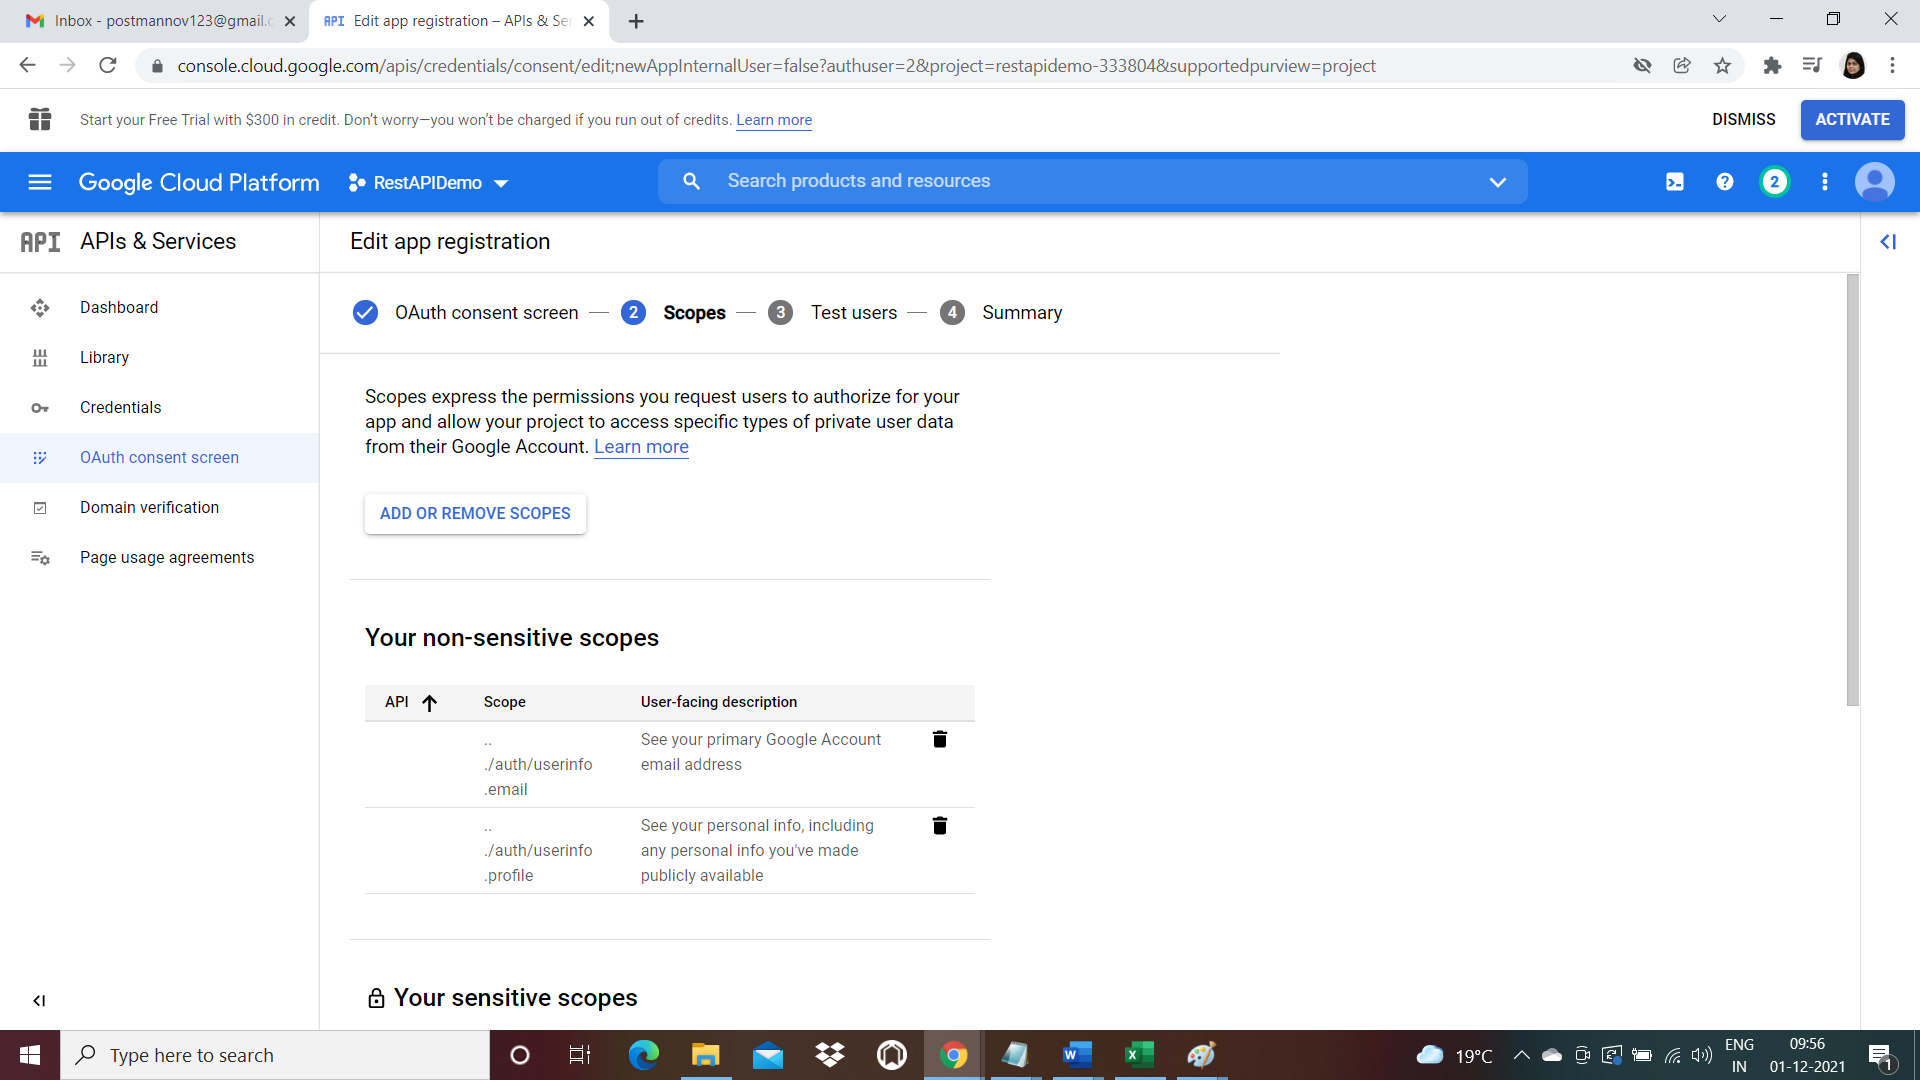 Inbox - postmannov123@gmail.c
API Edit app registration – APIs & Se
console.cloud.google.com/apis/credentials/consent/edit;newAppInternalUser=false?authuser=2&project=restapidemo-333804&supportedpurview=project
Start your Free Trial with $300 in credit. Don't worry—you won't be charged if you run out of credits. Learn more
DISMISS
ACTIVATE
Google Cloud Platform
RestAPIDemo
Search products and resources
2
API APIs & Services
Edit app registration
Dashboard
Library
Credentials
OAuth consent screen
Domain verification
Page usage agreements
OAuth consent screen — 2 Scopes — 3 Test users — 4 Summary
Scopes express the permissions you request users to authorize for your
app and allow your project to access specific types of private user data
from their Google Account. Learn more
ADD OR REMOVE SCOPES
Your non-sensitive scopes
API Scope User-facing description
..
./auth/userinfo
.email
See your primary Google Account
email address
..
./auth/userinfo
.profile
See your personal info, including
any personal info you've made
publicly available
Your sensitive scopes
Type here to search
19°C
ENG
IN
09:56
01-12-2021
1